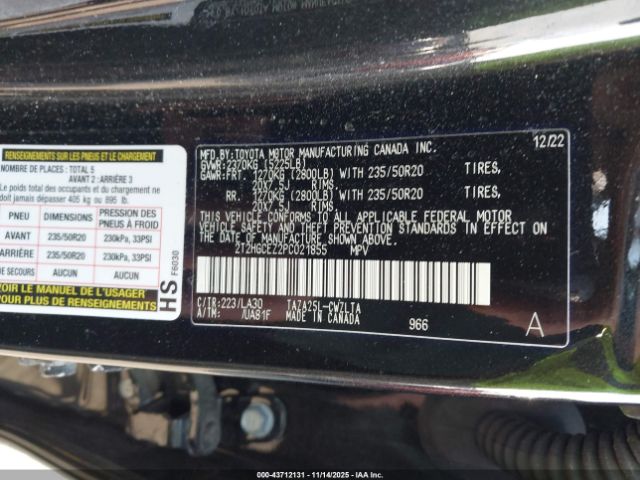 RENSEIGNEMENTS SUR LES PNEUS ET LE CHARGEMENT
NOMBRE DE PLACES : TOTAL 5
AVANT : 2 ARRIÈRE : 3
Le poids total des occupants et du chargement ne doit
jamais dépasser 405 kg ou 895 lb.
PNEU DIMENSIONS PRESSION DES PNEUS À FROID
AVANT 235/50R20 230kPa, 33PSI
ARRIÈRE 235/50R20 230kPa, 33PSI
DE SECOURS AUCUN AUCUN
VOIR LE MANUEL DE L'USAGER
POUR PLUS DE RENSEIGNEMENTS
HS F6030
MFD.BY:TOYOTA MOTOR MANUFACTURING CANADA INC. 12/22
GVWR:2370KG (5225LB)
GAWR:FRT. 1270KG (2800LB) WITH 235/50R20 TIRES,
20X7.5J RIMS,
RR. 1270KG (2800LB) WITH 235/50R20 TIRES,
20X7.5J RIMS.
THIS VEHICLE CONFORMS TO ALL APPLICABLE FEDERAL MOTOR
VEHICLE SAFETY AND THEFT PREVENTION STANDARDS IN EFFECT ON
THE DATE OF MANUFACTURE SHOWN ABOVE.
2T2HGCEZ2PC021855 MPV
C/TR:223/LA30 TAZA25L-CWZLTA
A/TM: /UA81F MADE IN CANADA 966 A
000-43712131 - 11/14/2025 - IAAI.COM